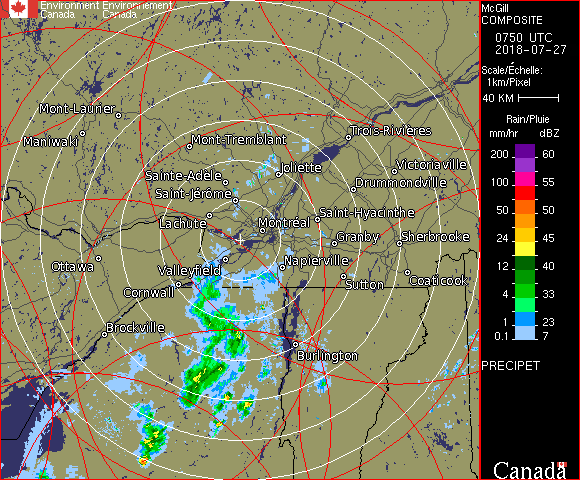 Environment Environnement
Canada Canada
McGill
COMPOSITE
0750 UTC
2018-07-27
Scale/Échelle:
1km/Pixel
40 KM
Rain/Pluie
mm/hr dBZ
200 60
100 55
50 50
24 45
12 40
4 33
1 23
0.1 7
PRECIPET
Canada
Mont-Laurier
Maniwaki
Mont-Tremblant
Trois-Rivières
Joliette
Victoriaville
Sainte-Adèle
Drummondville
Saint-Jérôme
Saint-Hyacinthe
Lachute
Montréal
Granby
Sherbrooke
Ottawa
Valleyfield
Napierville
Cornwall
Sutton
Coaticook
Brockville
Burlington